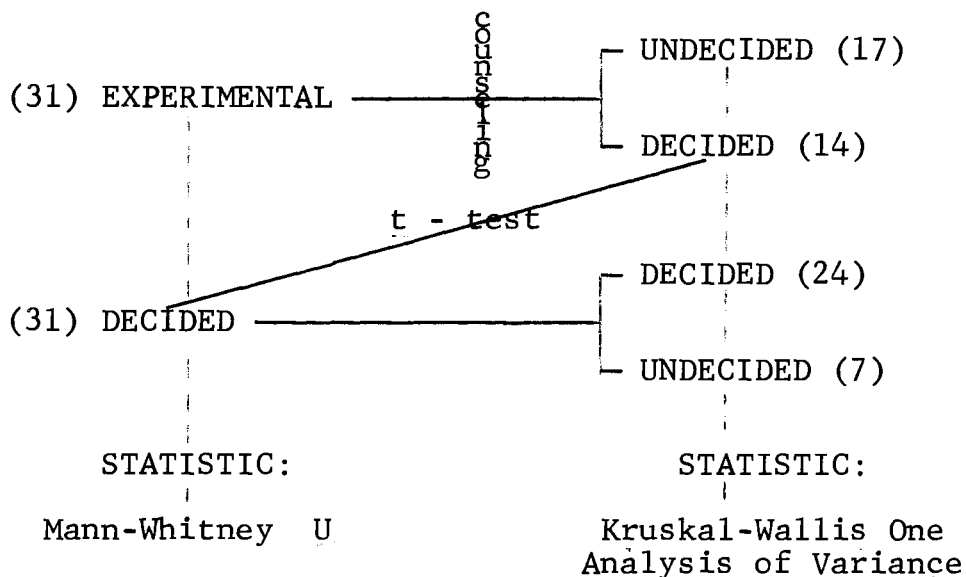 counseling
UNDECIDED (17)
(31) EXPERIMENTAL
DECIDED (14)
t - test
DECIDED (24)
(31) DECIDED
UNDECIDED (7)
STATISTIC: STATISTIC:
Mann-Whitney U Kruskal-Wallis One
Analysis of Variance